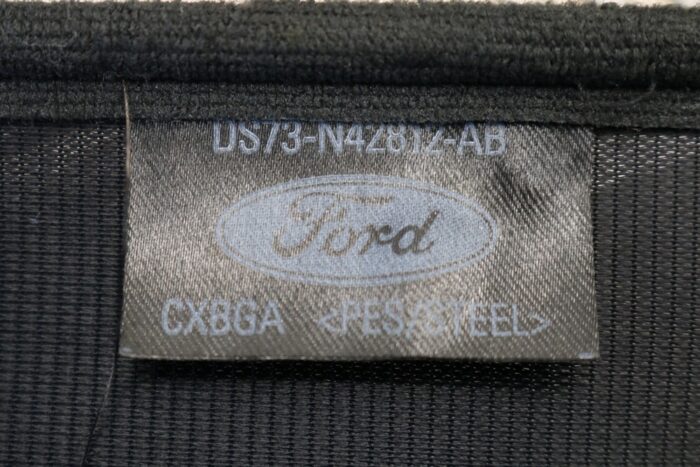 DS73-N42812-AB
Ford
CXBGA <PES/STEEL>